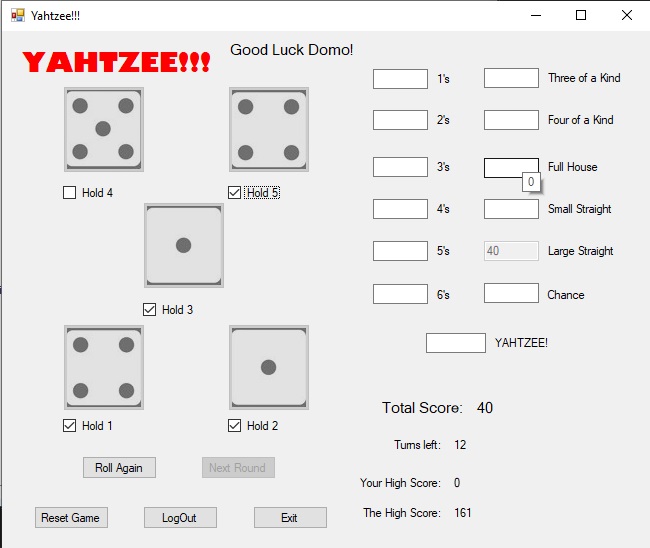 Yahtzee!!!
YAHTZEE!!!
Good Luck Domo!
1's
Three of a Kind
2's
Four of a Kind
Hold 4
Hold 5
3's
Full House
0
4's
Small Straight
5's
40
Large Straight
6's
Chance
Hold 3
YAHTZEE!
Total Score: 40
Hold 1
Hold 2
Turns left: 12
Roll Again
Next Round
Your High Score: 0
Reset Game
LogOut
Exit
The High Score: 161